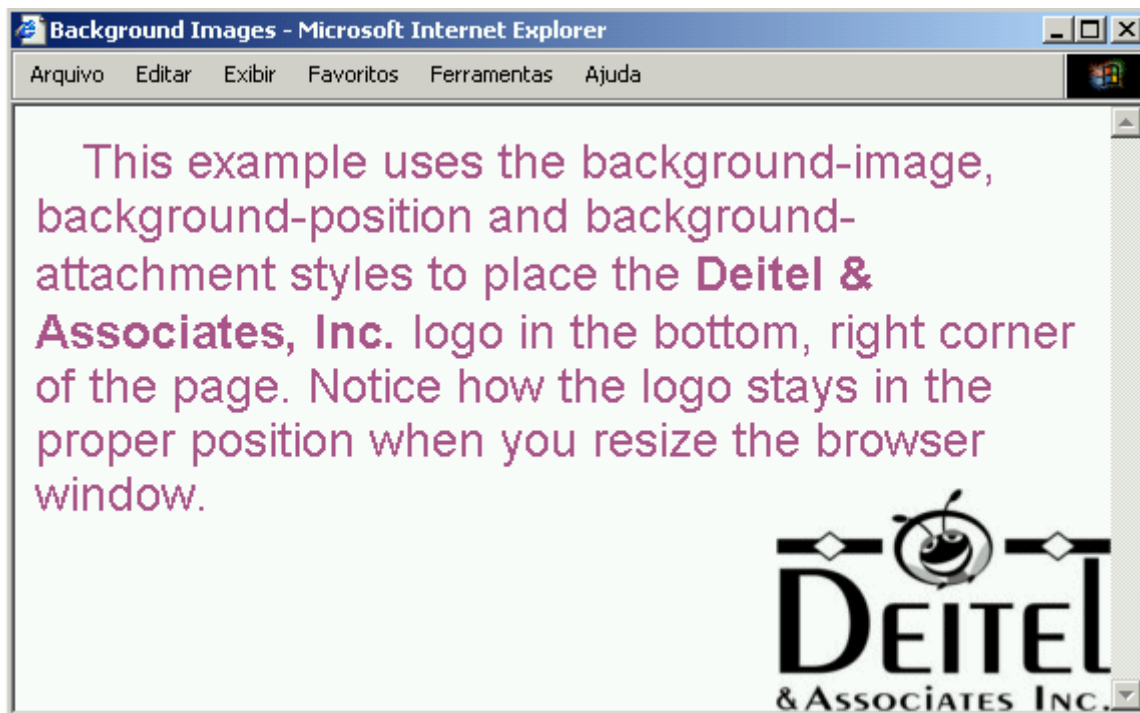 Background Images - Microsoft Internet Explorer
Arquivo Editar Exibir Favoritos Ferramentas Ajuda
This example uses the background-image,
background-position and background-
attachment styles to place the Deitel &
Associates, Inc. logo in the bottom, right corner
of the page. Notice how the logo stays in the
proper position when you resize the browser
window.
DEITEL
& ASSOCIATES INC.